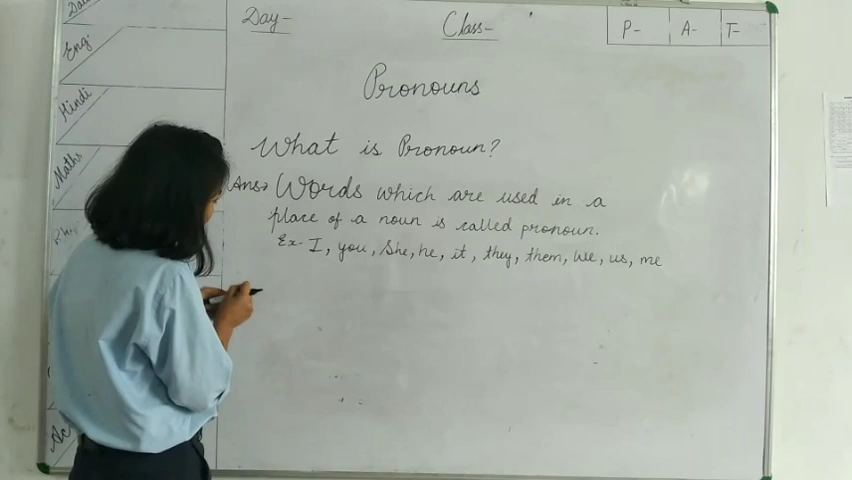 Day-
Class-
P- A- T-
Eng-
Hindi
Maths
Pronouns
What is Pronoun?
Ans→ Words which are used in a
place of a noun is called pronoun.
Ex- I, you, She, he, it, they, them, we, us, me